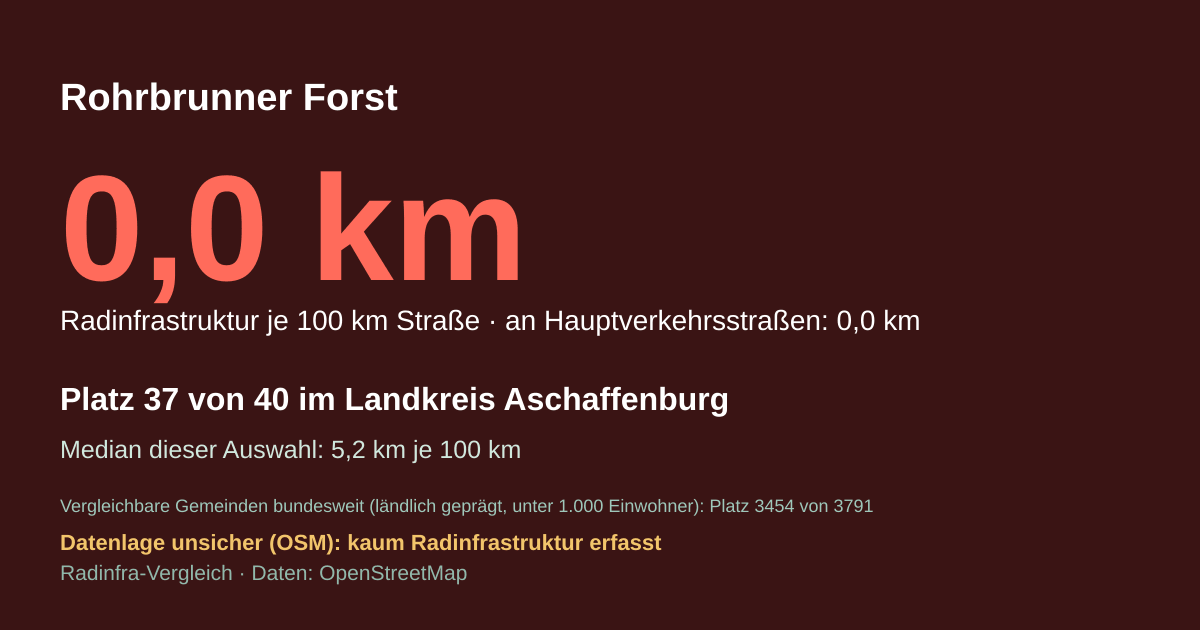 Rohrbrunner Forst
0,0 km
Radinfrastruktur je 100 km Straße · an Hauptverkehrsstraßen: 0,0 km
Platz 37 von 40 im Landkreis Aschaffenburg
Median dieser Auswahl: 5,2 km je 100 km
Vergleichbare Gemeinden bundesweit (ländlich geprägt, unter 1.000 Einwohner): Platz 3454 von 3791
Datenlage unsicher (OSM): kaum Radinfrastruktur erfasst
Radinfra-Vergleich · Daten: OpenStreetMap